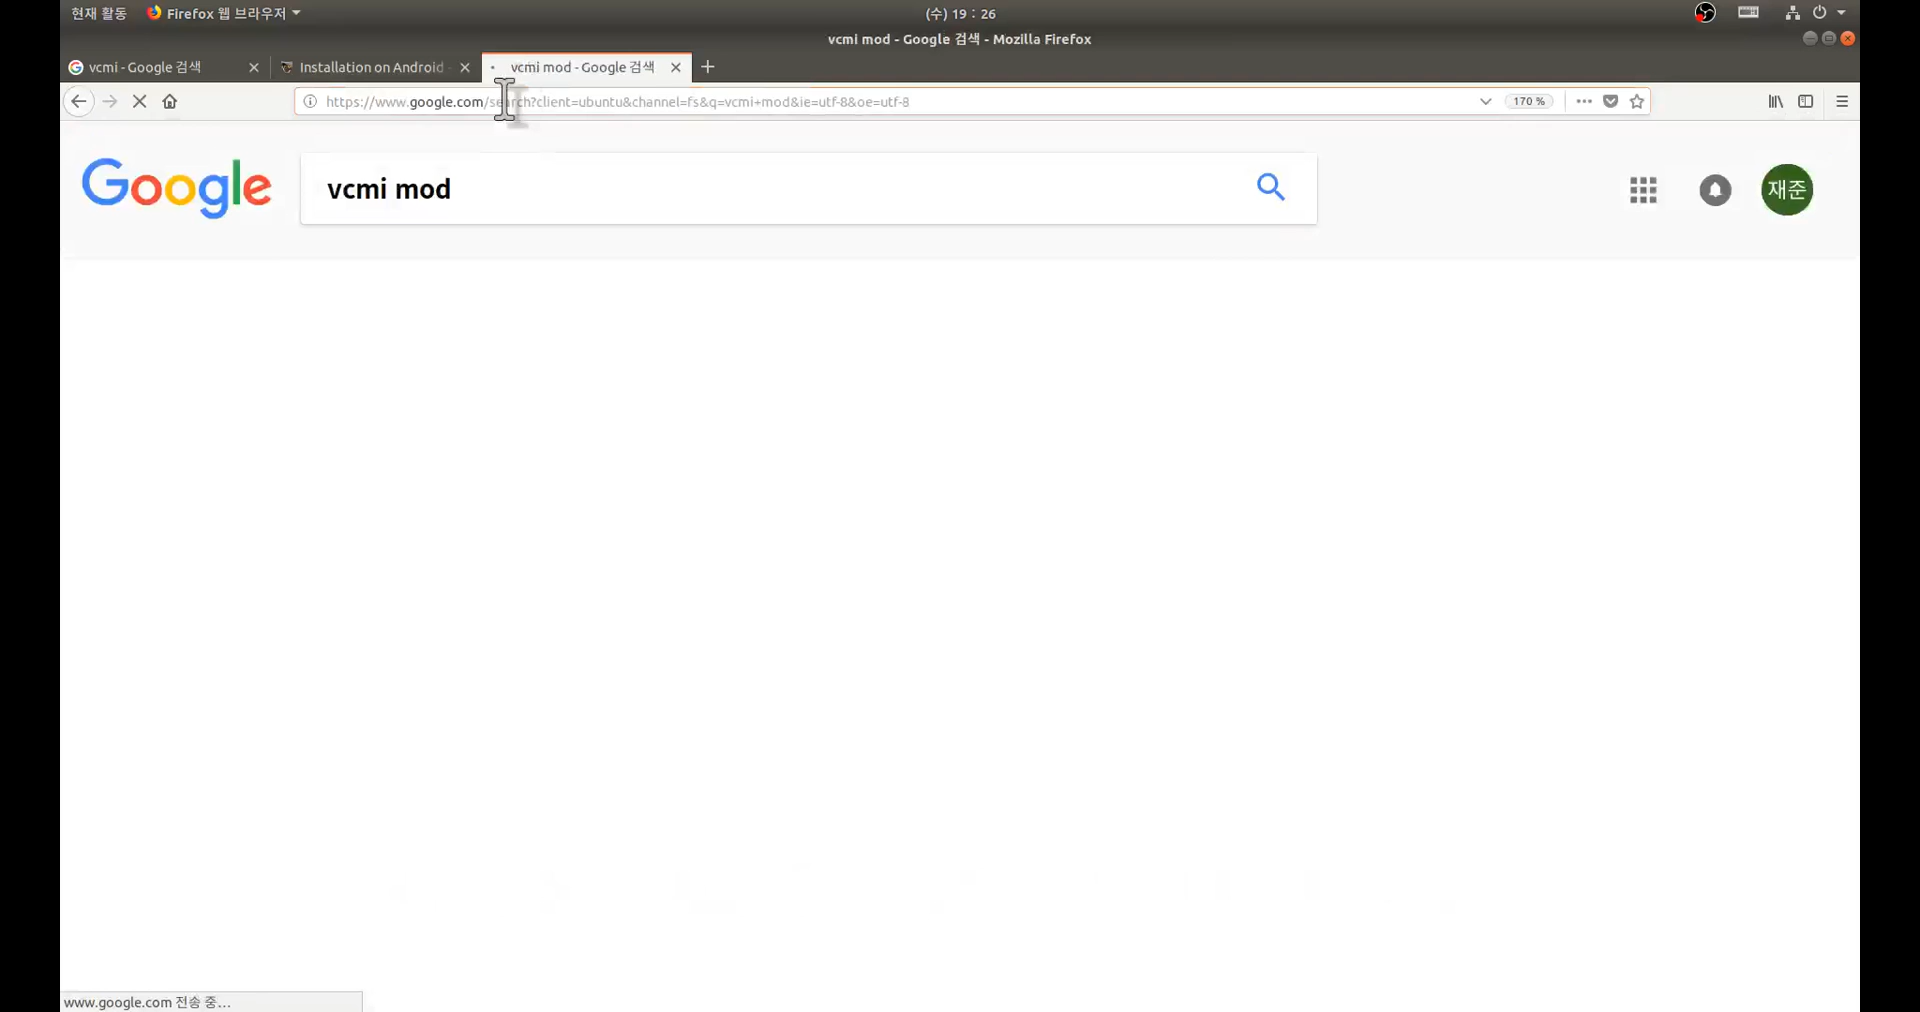 현재 활동 Firefox 웹 브라우저 (수) 19 : 26
vcmi mod - Google 검색 - Mozilla Firefox
vcmi - Google 검색 Installation on Android - vcmi mod - Google 검색
https://www.google.com/search?client=ubuntu&channel=fs&q=vcmi+mod&ie=utf-8&oe=utf-8 170 %
Google vcmi mod 재준
www.google.com 전송 중…